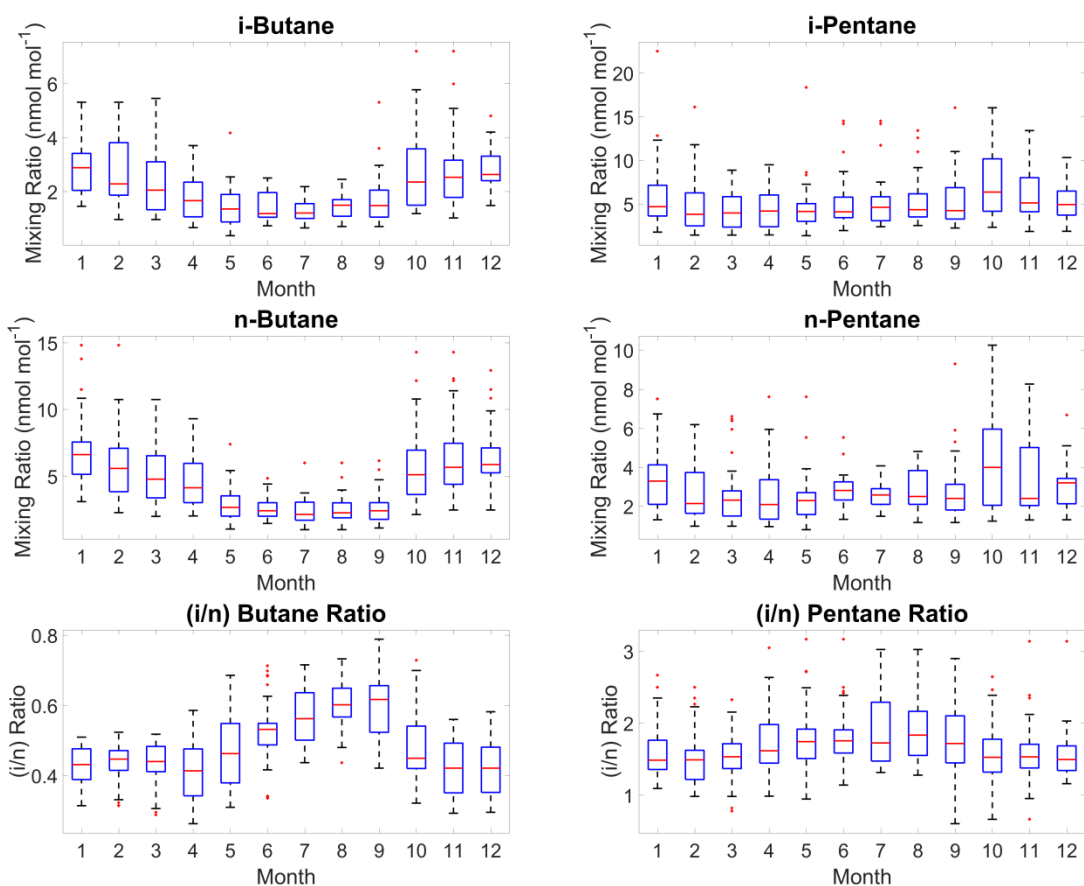 i-Butane
Mixing Ratio (nmol mol⁻¹)
6
4
2
1 2 3 4 5 6 7 8 9 10 11 12
Month
i-Pentane
Mixing Ratio (nmol mol⁻¹)
20
15
10
5
1 2 3 4 5 6 7 8 9 10 11 12
Month
n-Butane
Mixing Ratio (nmol mol⁻¹)
15
10
5
1 2 3 4 5 6 7 8 9 10 11 12
Month
n-Pentane
Mixing Ratio (nmol mol⁻¹)
10
8
6
4
2
1 2 3 4 5 6 7 8 9 10 11 12
Month
(i/n) Butane Ratio
(i/n) Ratio
0.8
0.6
0.4
1 2 3 4 5 6 7 8 9 10 11 12
Month
(i/n) Pentane Ratio
(i/n) Ratio
3
2
1
1 2 3 4 5 6 7 8 9 10 11 12
Month